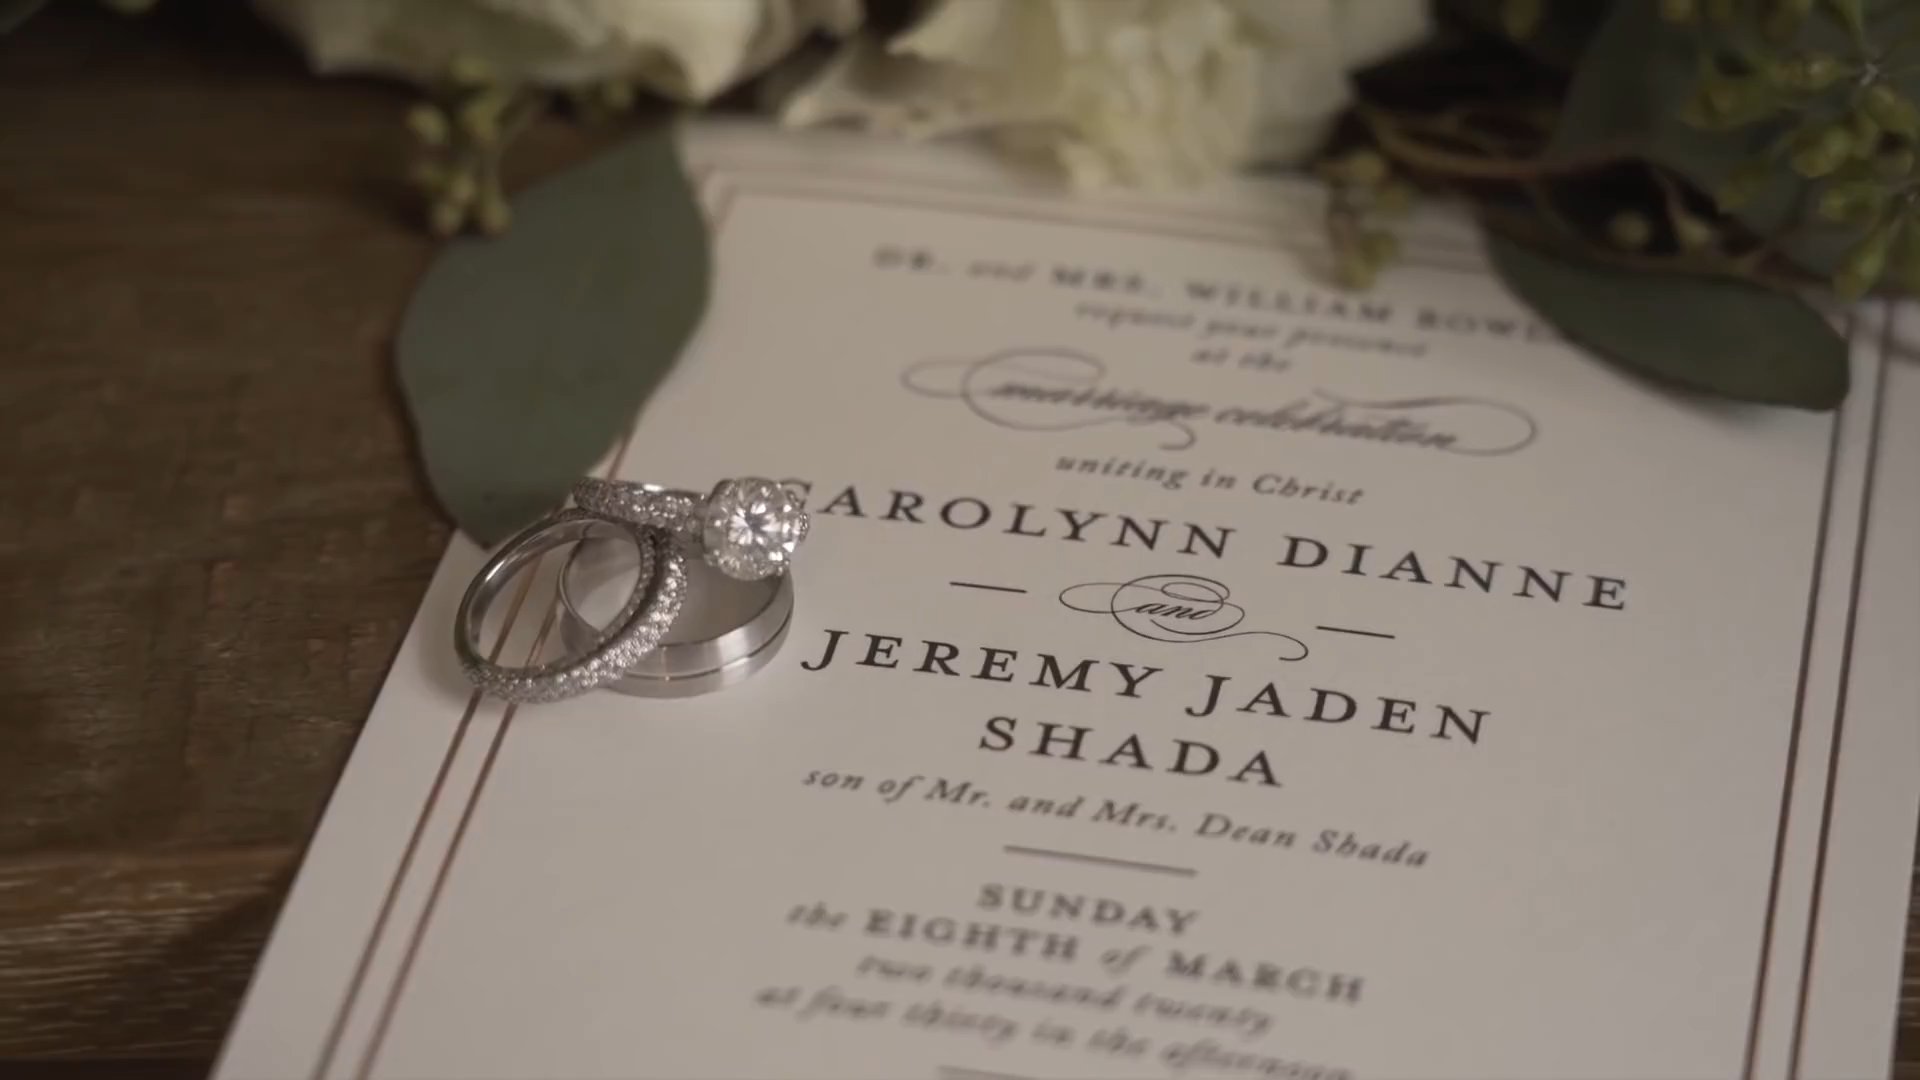 DR. and MRS. WILLIAM
request your presence
at the
marriage celebration
uniting in Christ
CAROLYNN DIANNE
and
JEREMY JADEN
SHADA
son of Mr. and Mrs. Dean Shada
SUNDAY
the EIGHTH of MARCH
two thousand twenty
at four thirty in the afternoon